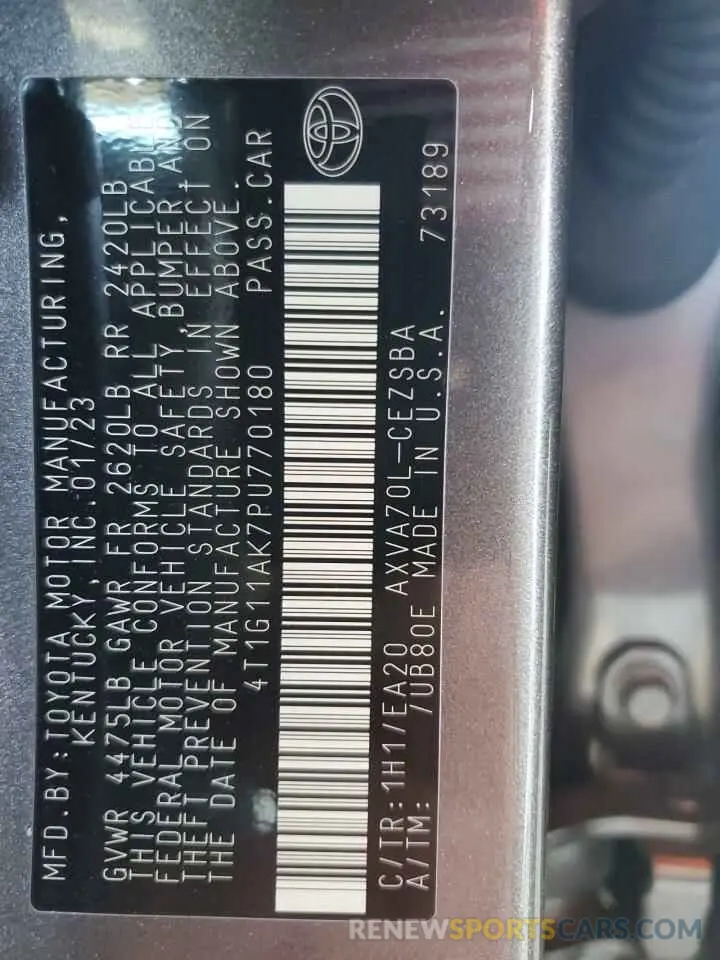 MFD.BY:TOYOTA MOTOR MANUFACTURING,
KENTUCKY, INC. 01/23
GVWR 4475LB GAWR FR 2620LB RR 2420LB
THIS VEHICLE CONFORMS TO ALL APPLICABLE
FEDERAL MOTOR VEHICLE SAFETY, BUMPER AND
THEFT PREVENTION STANDARDS IN EFFECT ON
THE DATE OF MANUFACTURE SHOWN ABOVE.
4T1G11AK7PU770180 PASS.CAR
C/TR:1H1/EA20 AXVA70L-CEZSBA
A/TM: /UB80E MADE IN U.S.A. 73189
RENEWSPORTSCARS.COM